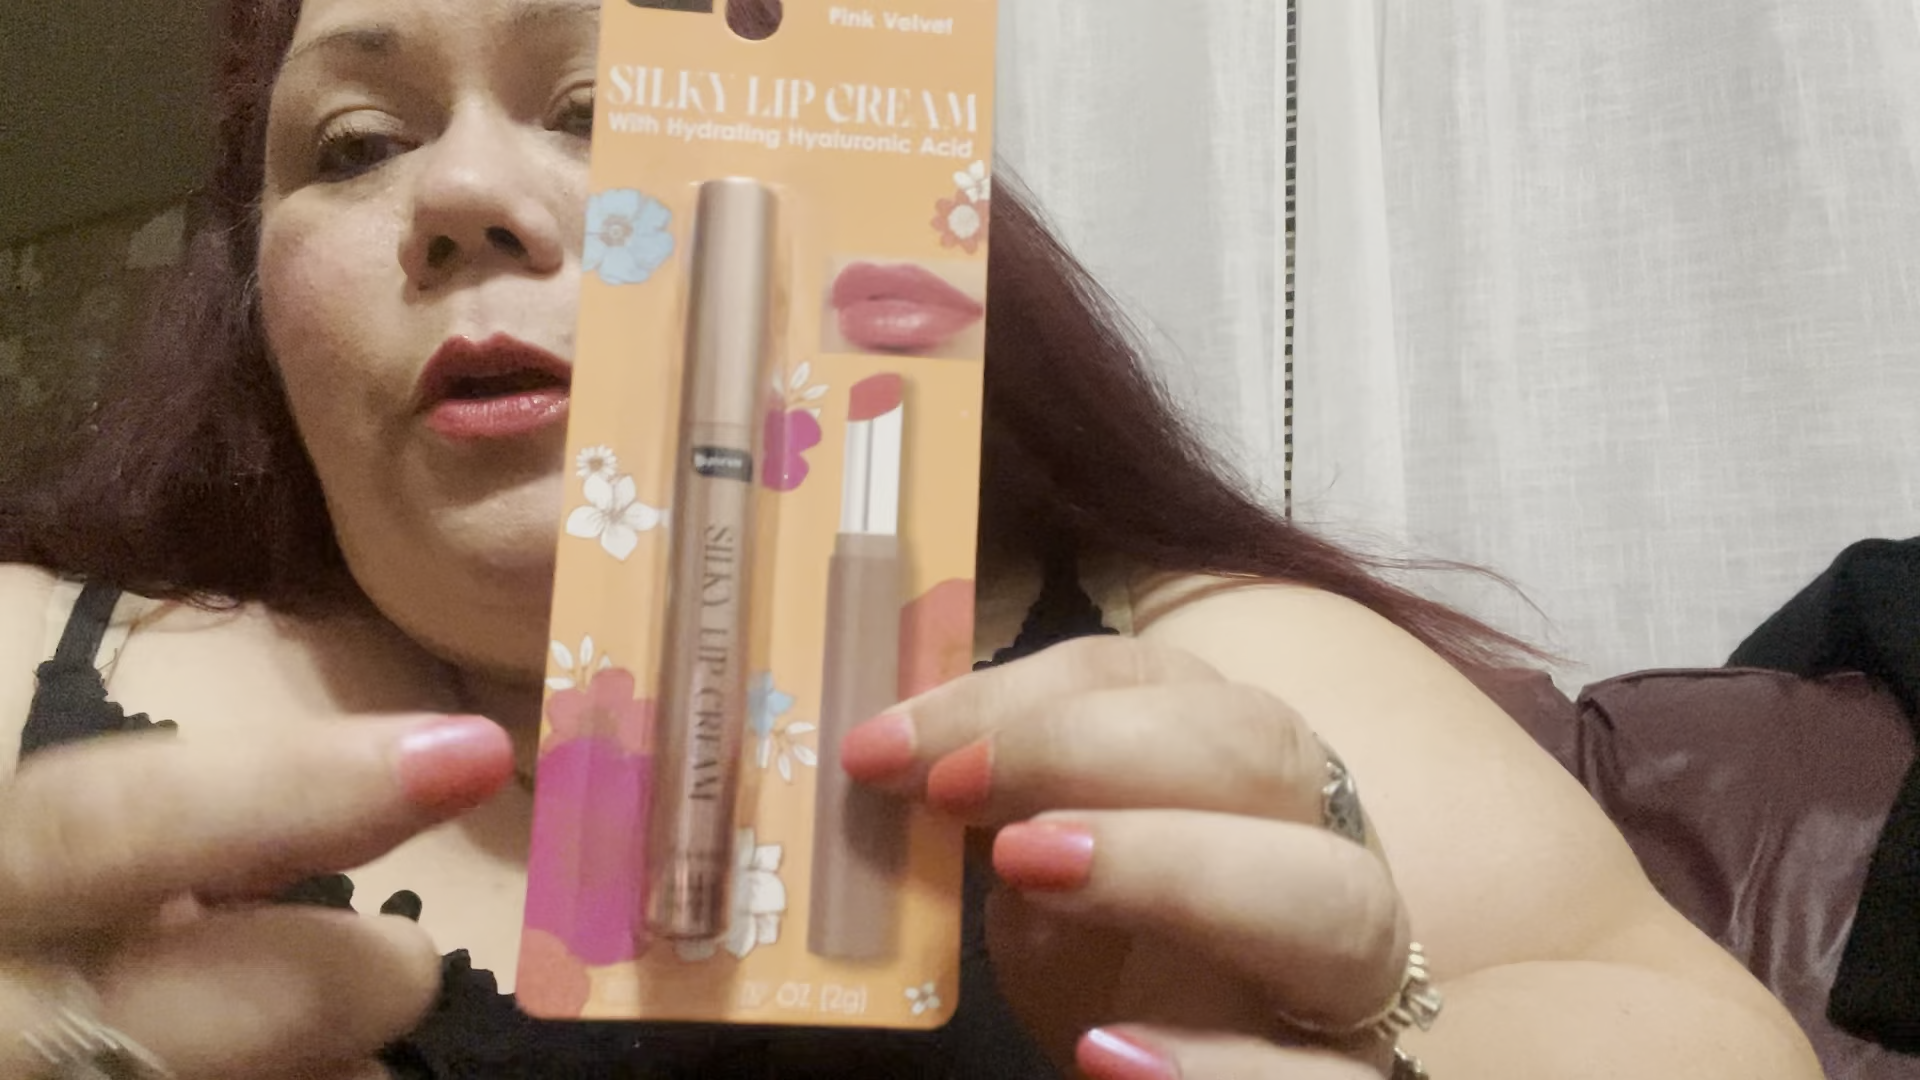 Pink Velvet
SILKY LIP CREAM
With Hydrating Hyaluronic Acid
SILKY LIP CREAM
OZ (2g)